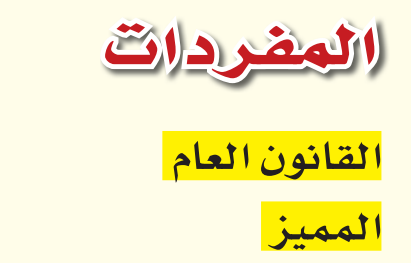 المفردات
القانون العام
المميز